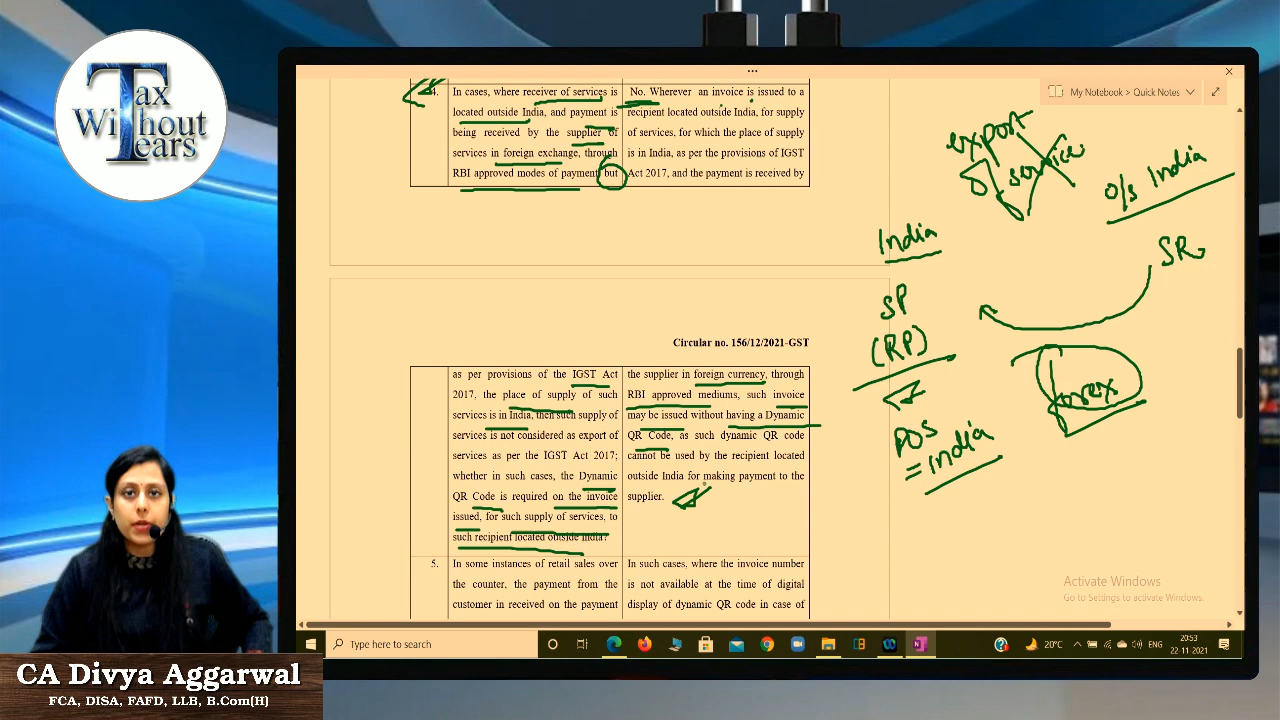 Tax
Without
Tears
4.
In cases, where receiver of services is
located outside India, and payment is
being received by the supplier of
services in foreign exchange, through
RBI approved modes of payment, but
No. Wherever an invoice is issued to a
recipient located outside India, for supply
of services, for which the place of supply
is in India, as per the provisions of IGST
Act 2017, and the payment is received by
Circular no. 156/12/2021-GST
as per provisions of the IGST Act
2017, the place of supply of such
services is in India, then such supply of
services is not considered as export of
services as per the IGST Act 2017;
whether in such cases, the Dynamic
QR Code is required on the invoice
issued, for such supply of services, to
such recipient located outside India?
the supplier in foreign currency, through
RBI approved mediums, such invoice
may be issued without having a Dynamic
QR Code, as such dynamic QR code
cannot be used by the recipient located
outside India for making payment to the
supplier.
5.
In some instances of retail sales over
the counter, the payment from the
customer in received on the payment
In such cases, where the invoice number
is not available at the time of digital
display of dynamic QR code in case of
My Notebook > Quick Notes
export
of service
o/s India
India
SR
SP
(RP)
forex
POS
= India
Activate Windows
Go to Settings to activate Windows.
Type here to search
20°C
ENG
20:53
22-11-2021
CA Divya Aggarwal
FCA, DISA, FAFD, LLB, B.Com(H)